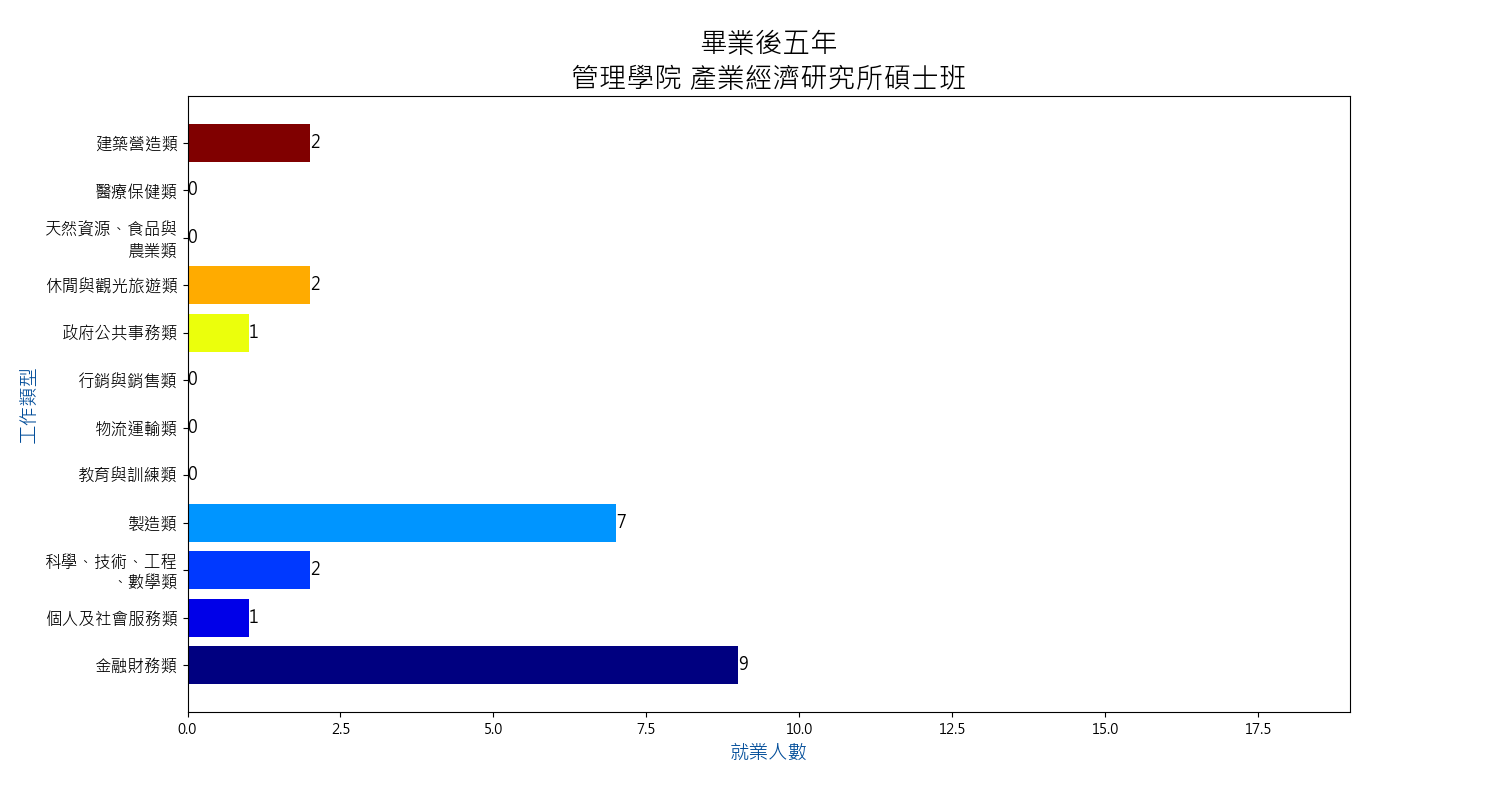 畢業後五年
管理學院 產業經濟研究所碩士班
建築營造類
2
醫療保健類
0
天然資源、食品與
農業類
0
休閒與觀光旅遊類
2
政府公共事務類
1
行銷與銷售類
0
物流運輸類
0
教育與訓練類
0
製造類
7
科學、技術、工程
、數學類
2
個人及社會服務類
1
金融財務類
9
工作類型
0.0 2.5 5.0 7.5 10.0 12.5 15.0 17.5
就業人數